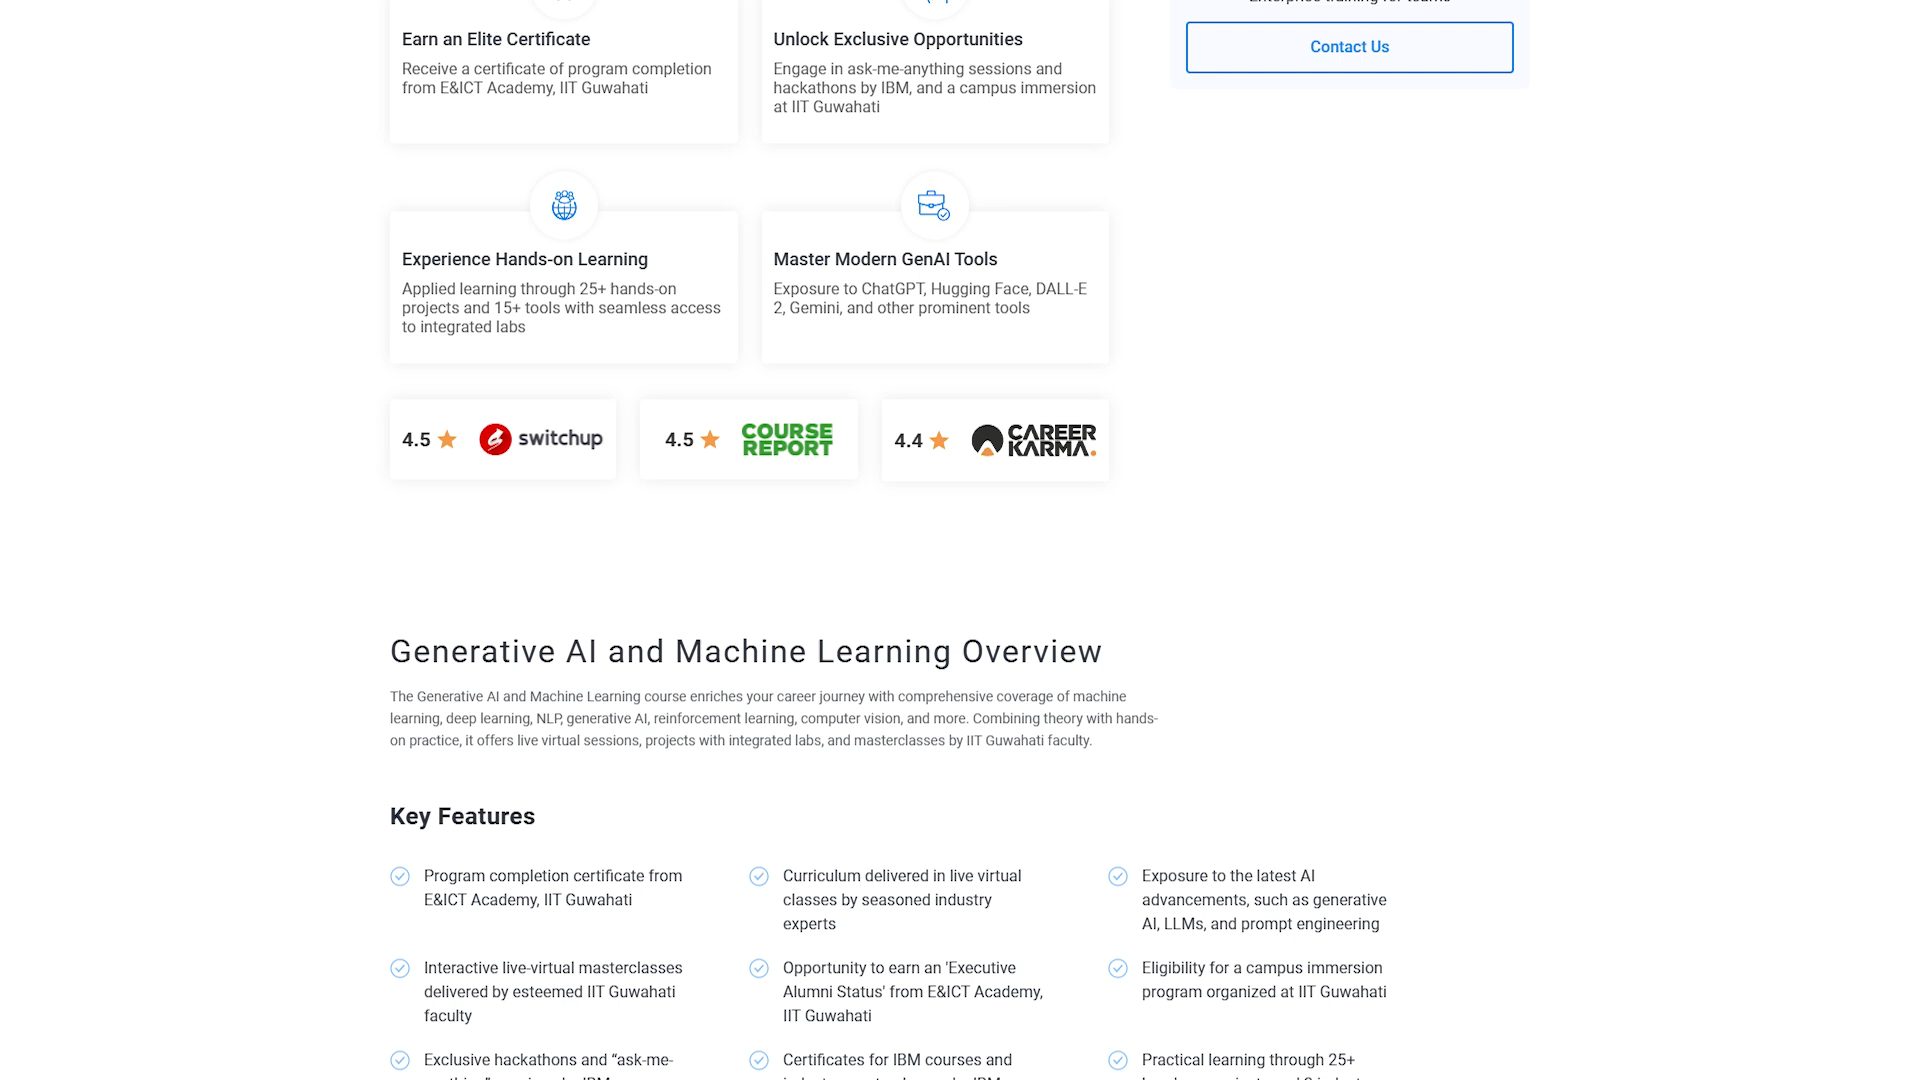 Contact Us
Earn an Elite Certificate
Receive a certificate of program completion
from E&ICT Academy, IIT Guwahati
Unlock Exclusive Opportunities
Engage in ask-me-anything sessions and
hackathons by IBM, and a campus immersion
at IIT Guwahati
Experience Hands-on Learning
Applied learning through 25+ hands-on
projects and 15+ tools with seamless access
to integrated labs
Master Modern GenAI Tools
Exposure to ChatGPT, Hugging Face, DALL-E
2, Gemini, and other prominent tools
4.5 switchup
4.5 COURSE
REPORT
4.4 CAREER
KARMA.
Generative AI and Machine Learning Overview
The Generative AI and Machine Learning course enriches your career journey with comprehensive coverage of machine
learning, deep learning, NLP, generative AI, reinforcement learning, computer vision, and more. Combining theory with hands-
on practice, it offers live virtual sessions, projects with integrated labs, and masterclasses by IIT Guwahati faculty.
Key Features
Program completion certificate from
E&ICT Academy, IIT Guwahati
Curriculum delivered in live virtual
classes by seasoned industry
experts
Exposure to the latest AI
advancements, such as generative
AI, LLMs, and prompt engineering
Interactive live-virtual masterclasses
delivered by esteemed IIT Guwahati
faculty
Opportunity to earn an 'Executive
Alumni Status' from E&ICT Academy,
IIT Guwahati
Eligibility for a campus immersion
program organized at IIT Guwahati
Exclusive hackathons and “ask-me-
Certificates for IBM courses and
Practical learning through 25+